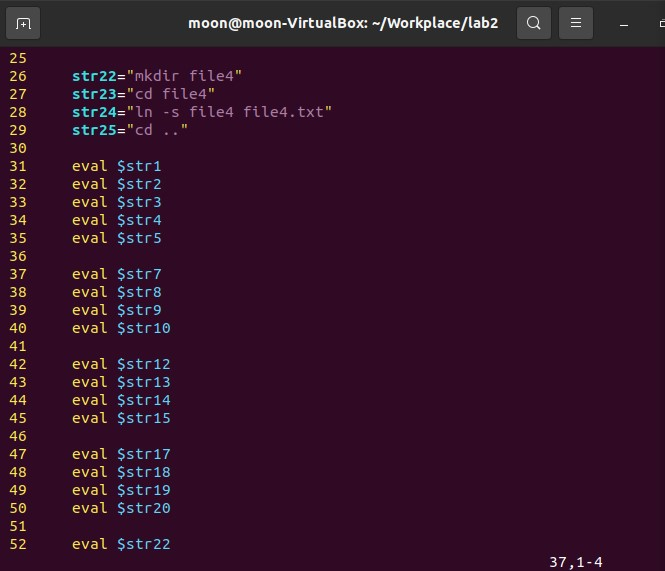 moon@moon-VirtualBox: ~/Workplace/lab2
25
26 str22="mkdir file4"
27 str23="cd file4"
28 str24="ln -s file4 file4.txt"
29 str25="cd .."
30
31 eval $str1
32 eval $str2
33 eval $str3
34 eval $str4
35 eval $str5
36
37 eval $str7
38 eval $str8
39 eval $str9
40 eval $str10
41
42 eval $str12
43 eval $str13
44 eval $str14
45 eval $str15
46
47 eval $str17
48 eval $str18
49 eval $str19
50 eval $str20
51
52 eval $str22
37,1-4